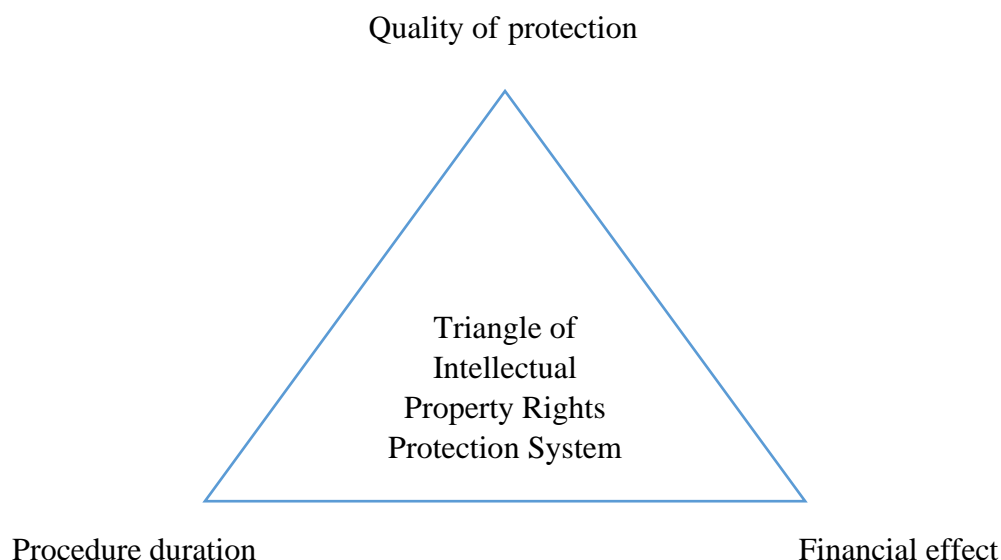 Quality of protection
Triangle of
Intellectual
Property Rights
Protection System
Procedure duration
Financial effect